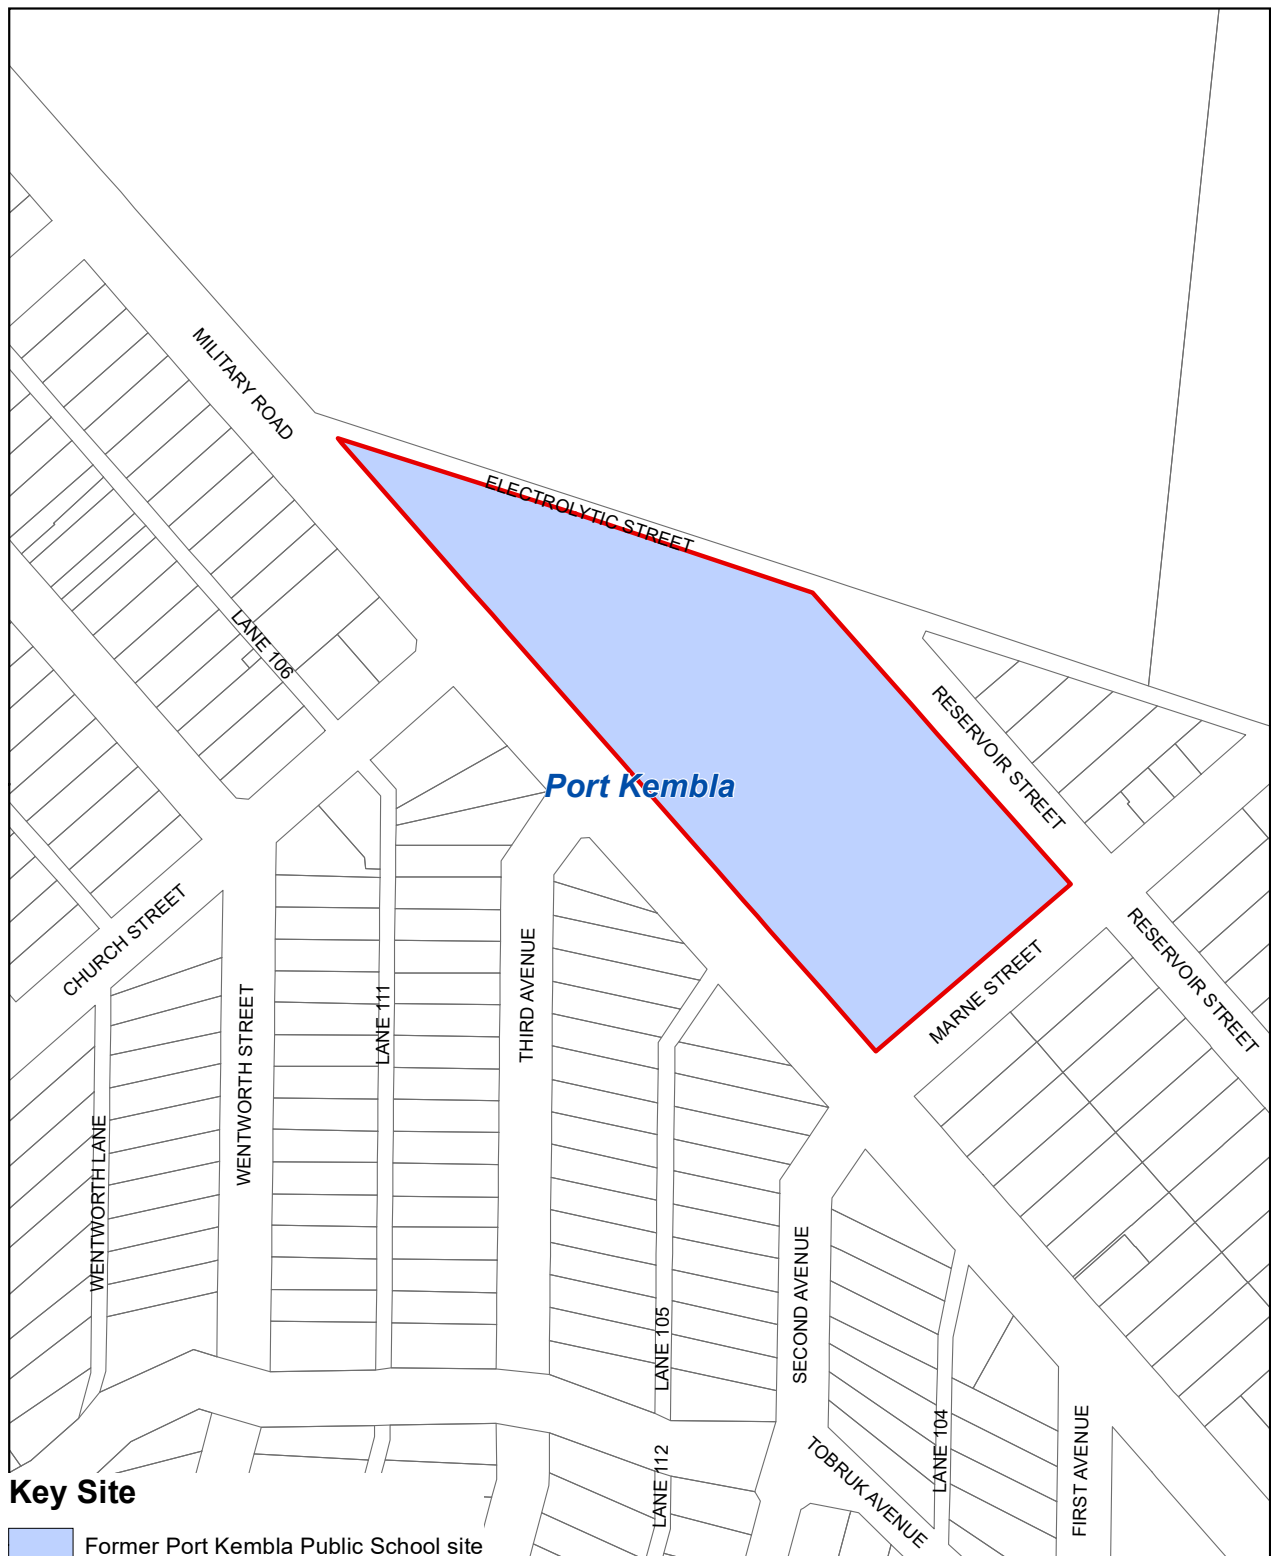 MILITARY ROAD
ELECTROLYTIC STREET
LANE 106
RESERVOIR STREET
Port Kembla
CHURCH STREET
RESERVOIR STREET
MARNE STREET
THIRD AVENUE
LANE 111
WENTWORTH STREET
WENTWORTH LANE
SECOND AVENUE
LANE 105
LANE 104
FIRST AVENUE
TOBRUK AVENUE
LANE 112
Key Site
Former Port Kembla Public School site